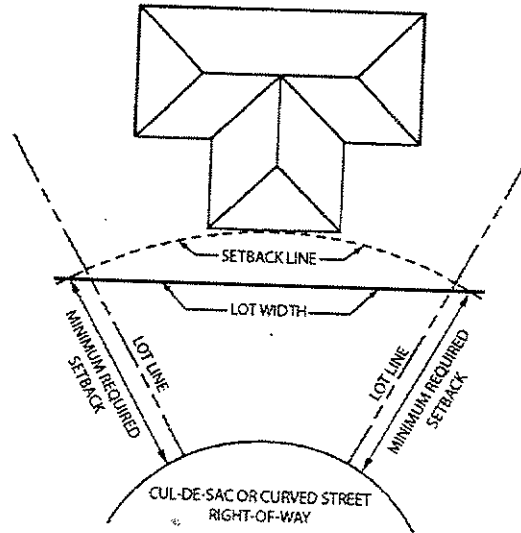 SETBACK LINE
LOT WIDTH
MINIMUM REQUIRED
SETBACK
LOT LINE
LOT LINE
MINIMUM REQUIRED
SETBACK
CUL-DE-SAC OR CURVED STREET
RIGHT-OF-WAY